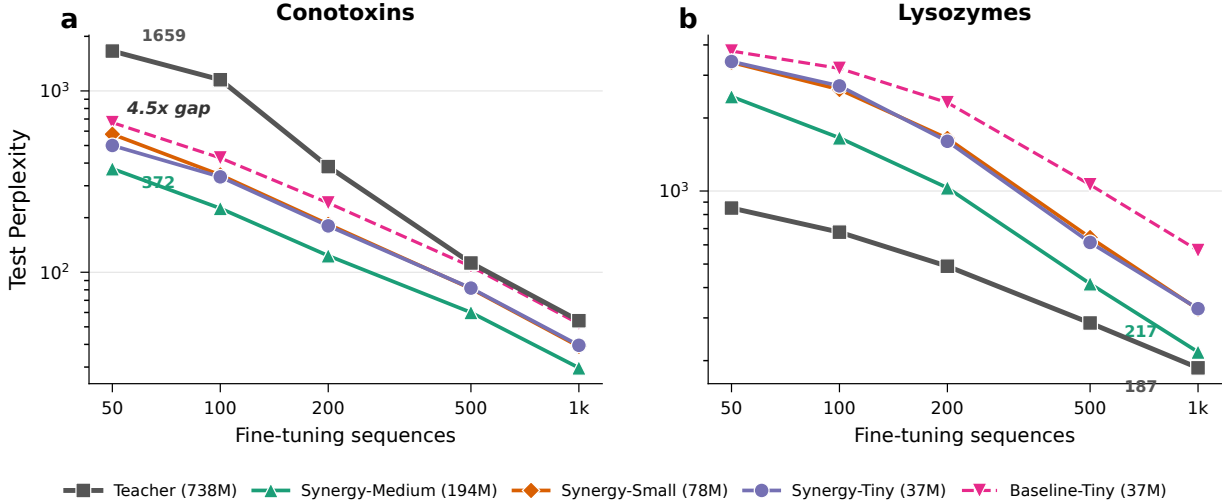 a
Conotoxins
Test Perplexity
10³
10²
1659
4.5x gap
372
50
100
200
500
1k
Fine-tuning sequences
b
Lysozymes
10³
217
187
50
100
200
500
1k
Fine-tuning sequences
Teacher (738M)
Synergy-Medium (194M)
Synergy-Small (78M)
Synergy-Tiny (37M)
Baseline-Tiny (37M)